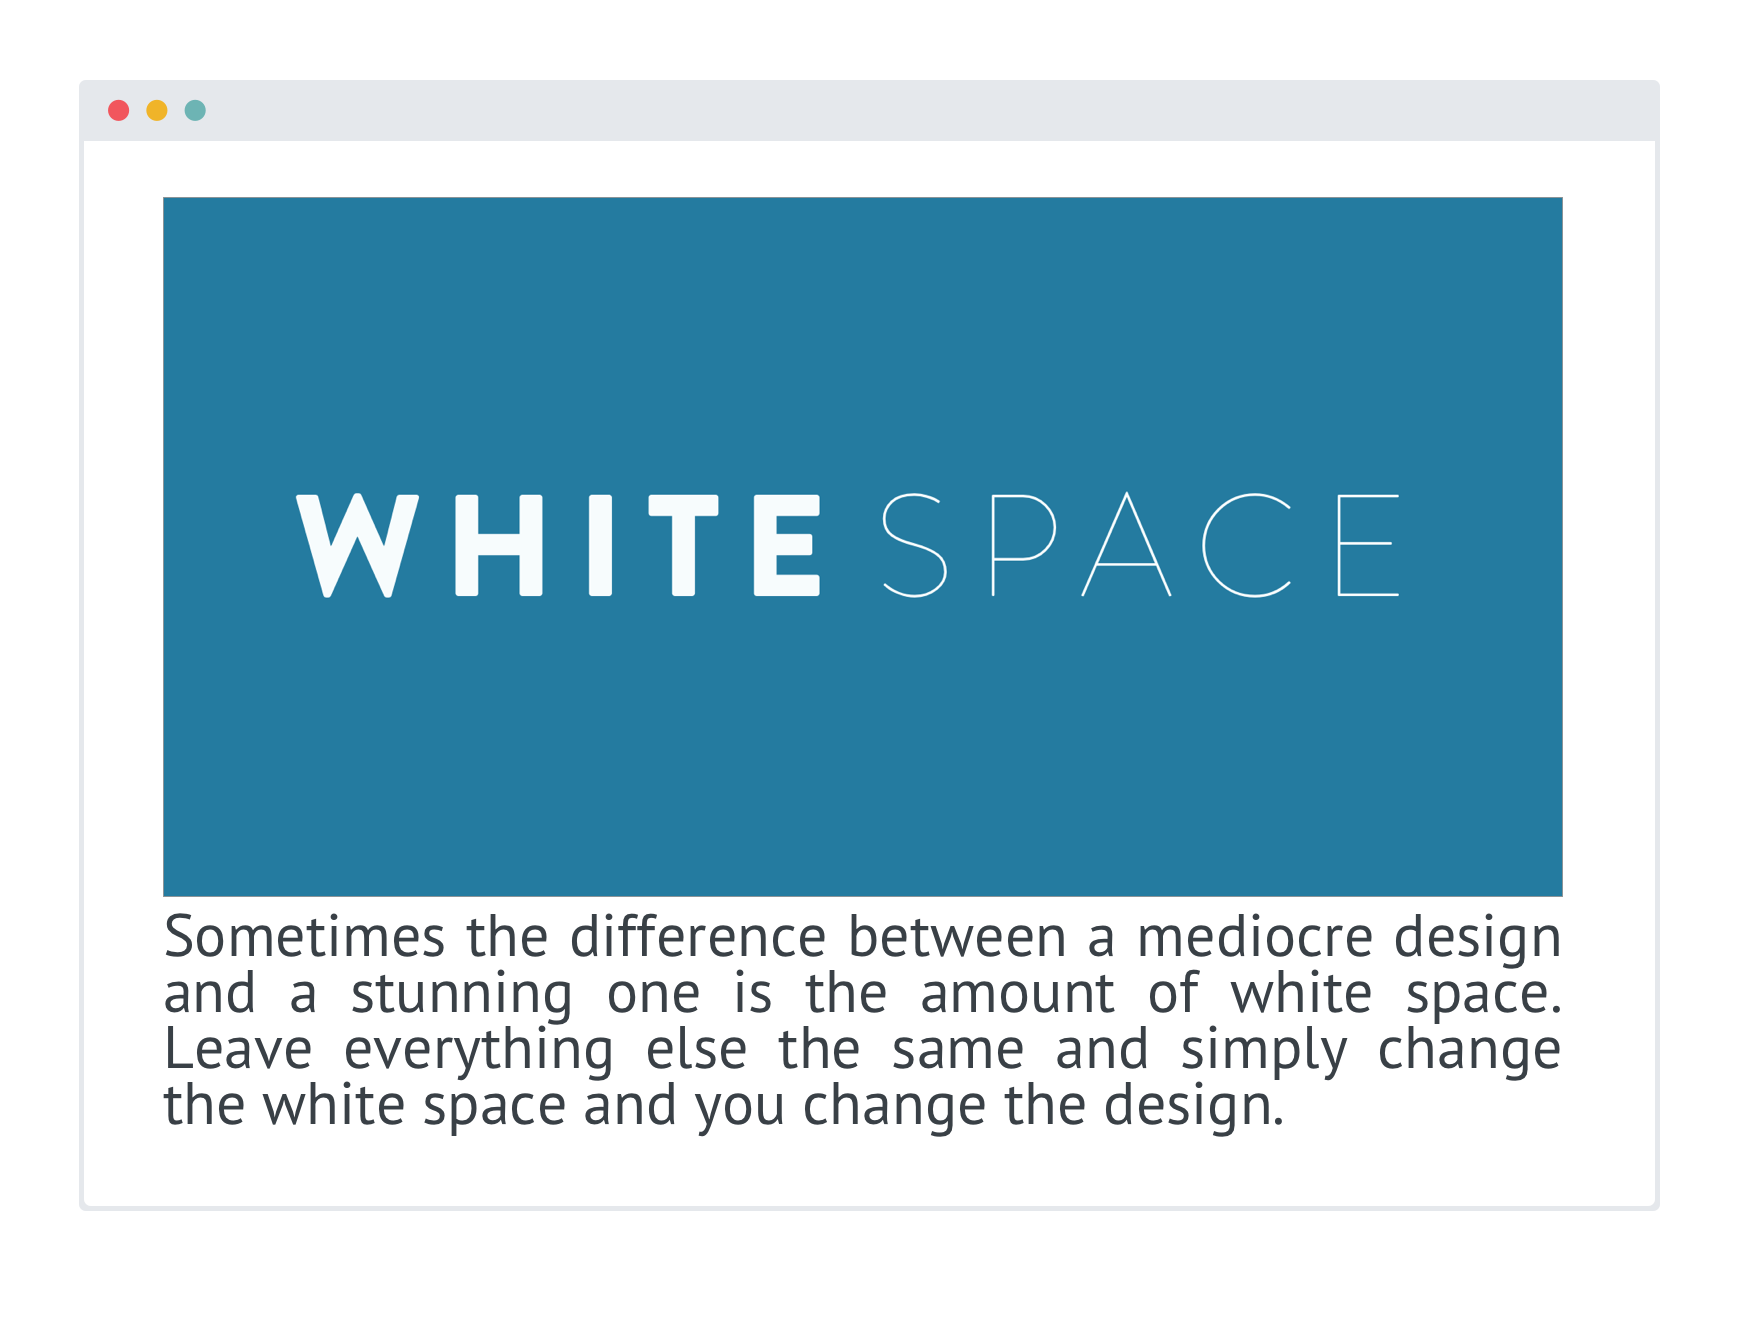 WHITE SPACE
Sometimes the difference between a mediocre design
and a stunning one is the amount of white space.
Leave everything else the same and simply change
the white space and you change the design.